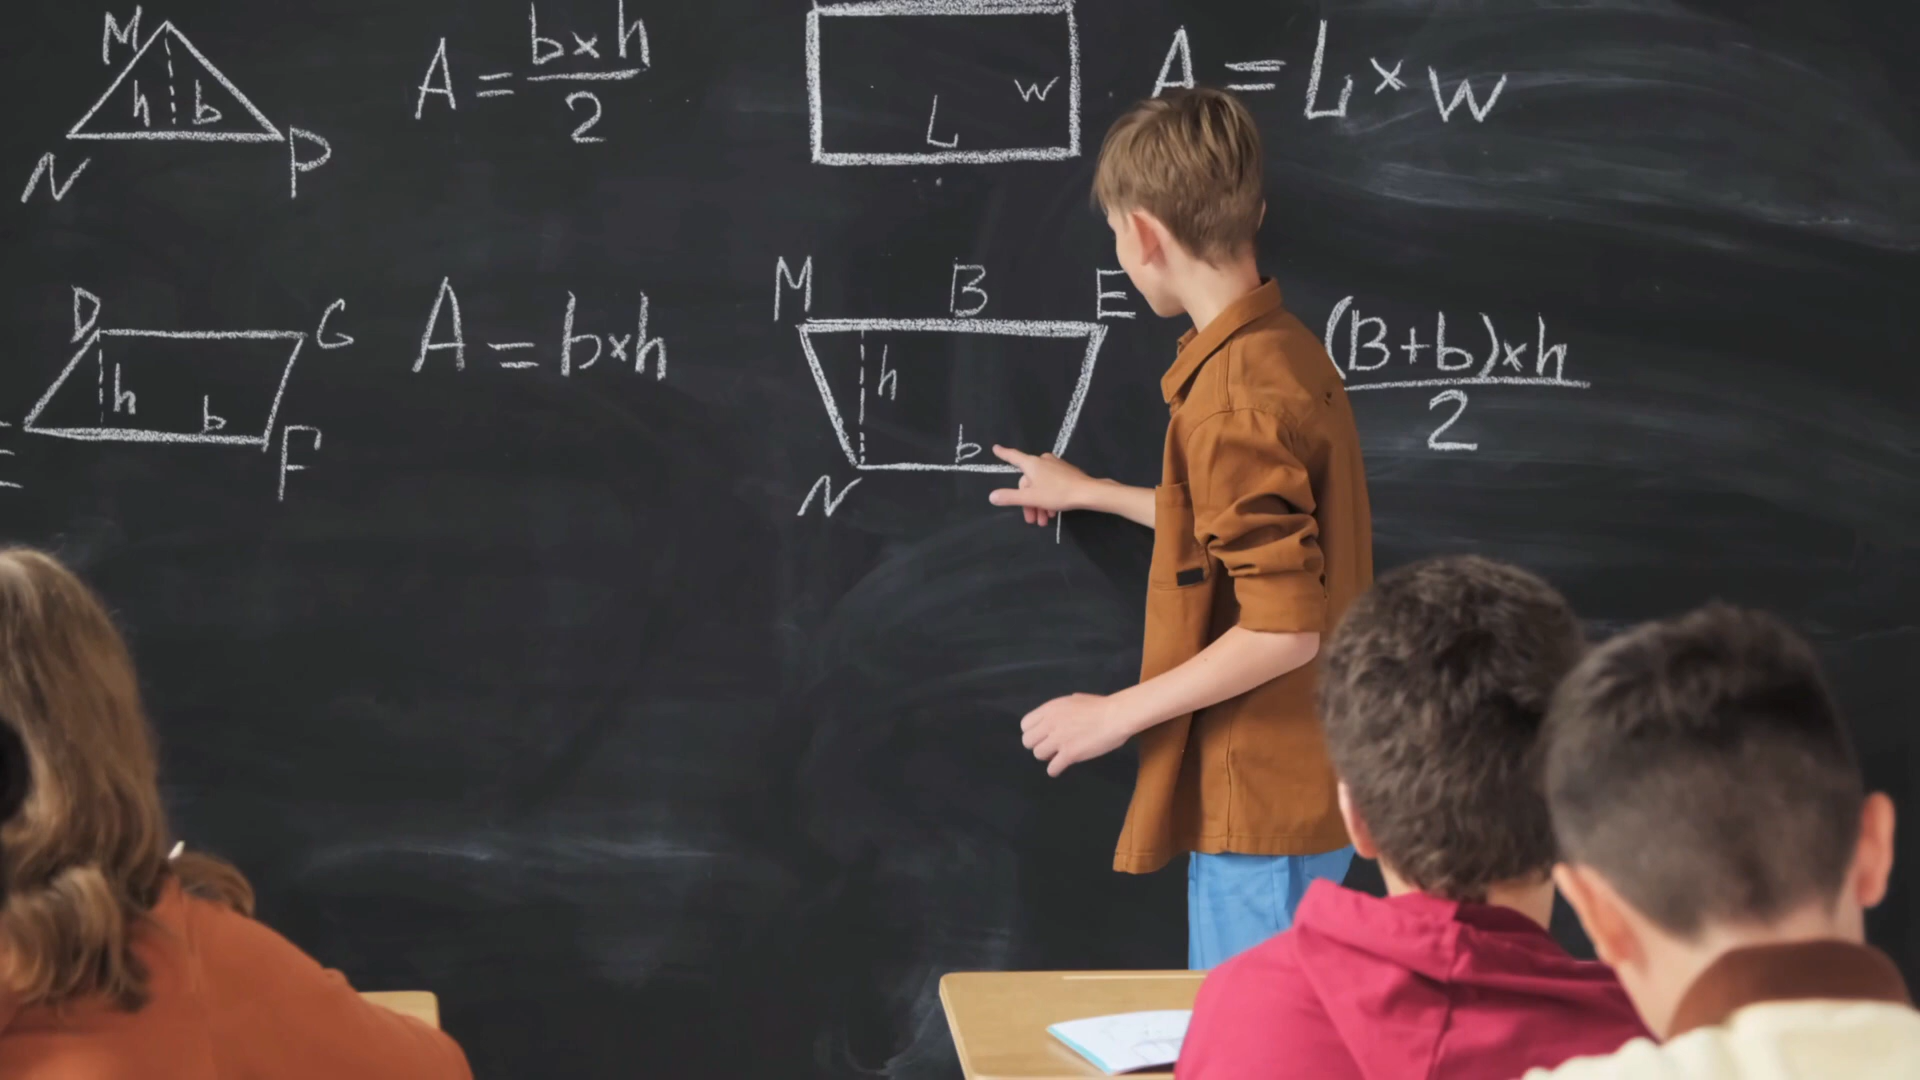 M
h b
N P
A = b×h
2
L w
A = L×w
D G
h b
F
A = b×h
M B E
h
b
N
(B+b)×h
2